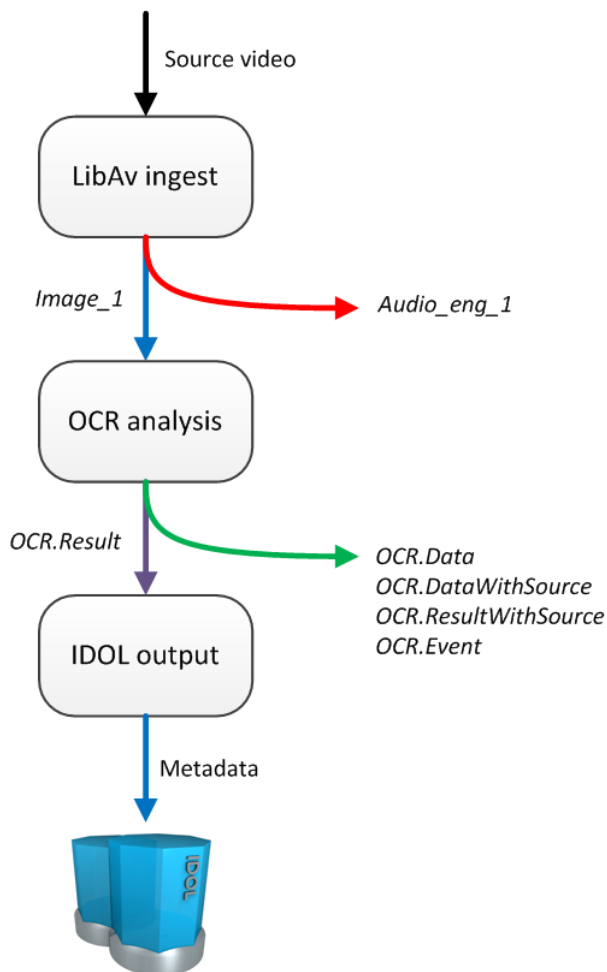 Source video
LibAv ingest
Image_1
Audio_eng_1
OCR analysis
OCR.Result
OCR.Data
OCR.DataWithSource
OCR.ResultWithSource
OCR.Event
IDOL output
Metadata
IDOL